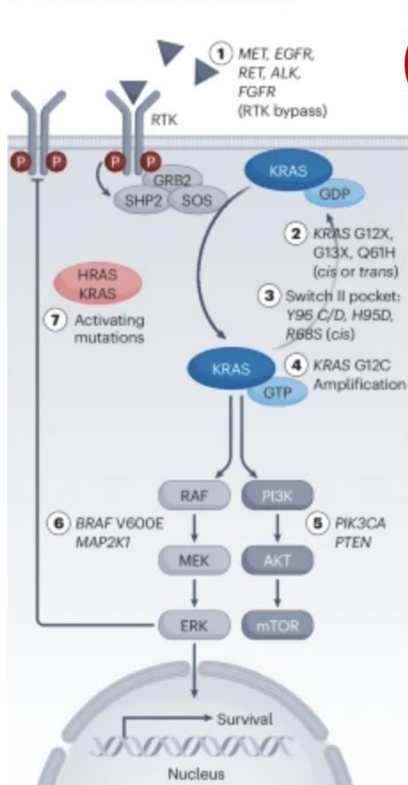 1 MET, EGFR,
RET, ALK,
FGFR
(RTK bypass)
RTK
P P P P
GRB2
SHP2 SOS
KRAS
GDP
2 KRAS G12X,
G13X, Q61H
(cis or trans)
HRAS
KRAS
7 Activating
mutations
3 Switch II pocket:
Y96 C/D, H95D,
R68S (cis)
KRAS
GTP
4 KRAS G12C
Amplification
RAF PI3K
6 BRAF V600E
MAP2K1
5 PIK3CA
PTEN
MEK AKT
ERK mTOR
Survival
Nucleus